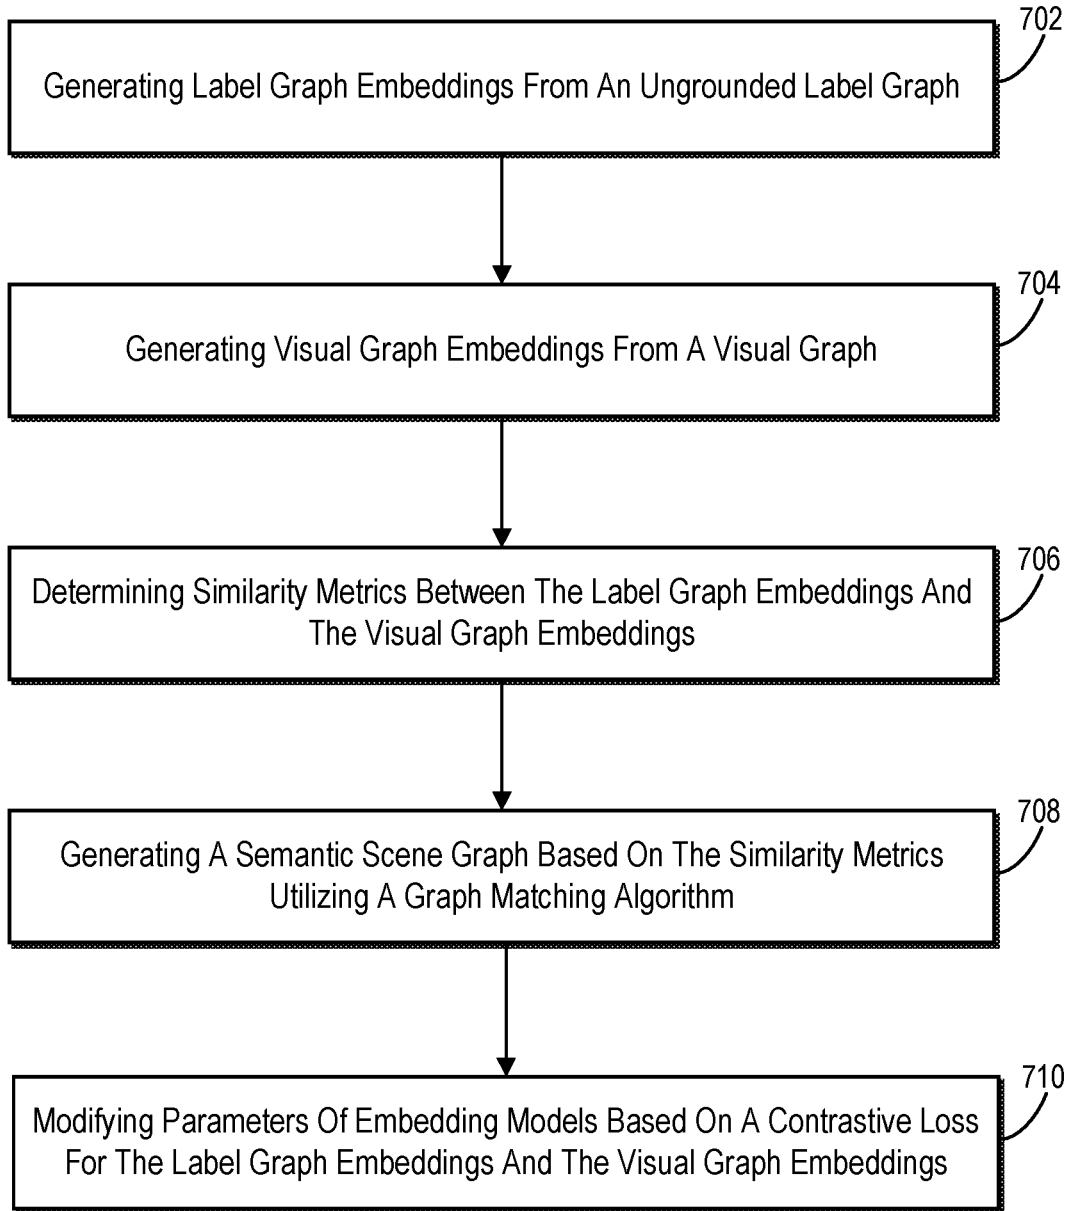 702
Generating Label Graph Embeddings From An Ungrounded Label Graph
704
Generating Visual Graph Embeddings From A Visual Graph
706
Determining Similarity Metrics Between The Label Graph Embeddings And
The Visual Graph Embeddings
708
Generating A Semantic Scene Graph Based On The Similarity Metrics
Utilizing A Graph Matching Algorithm
710
Modifying Parameters Of Embedding Models Based On A Contrastive Loss
For The Label Graph Embeddings And The Visual Graph Embeddings